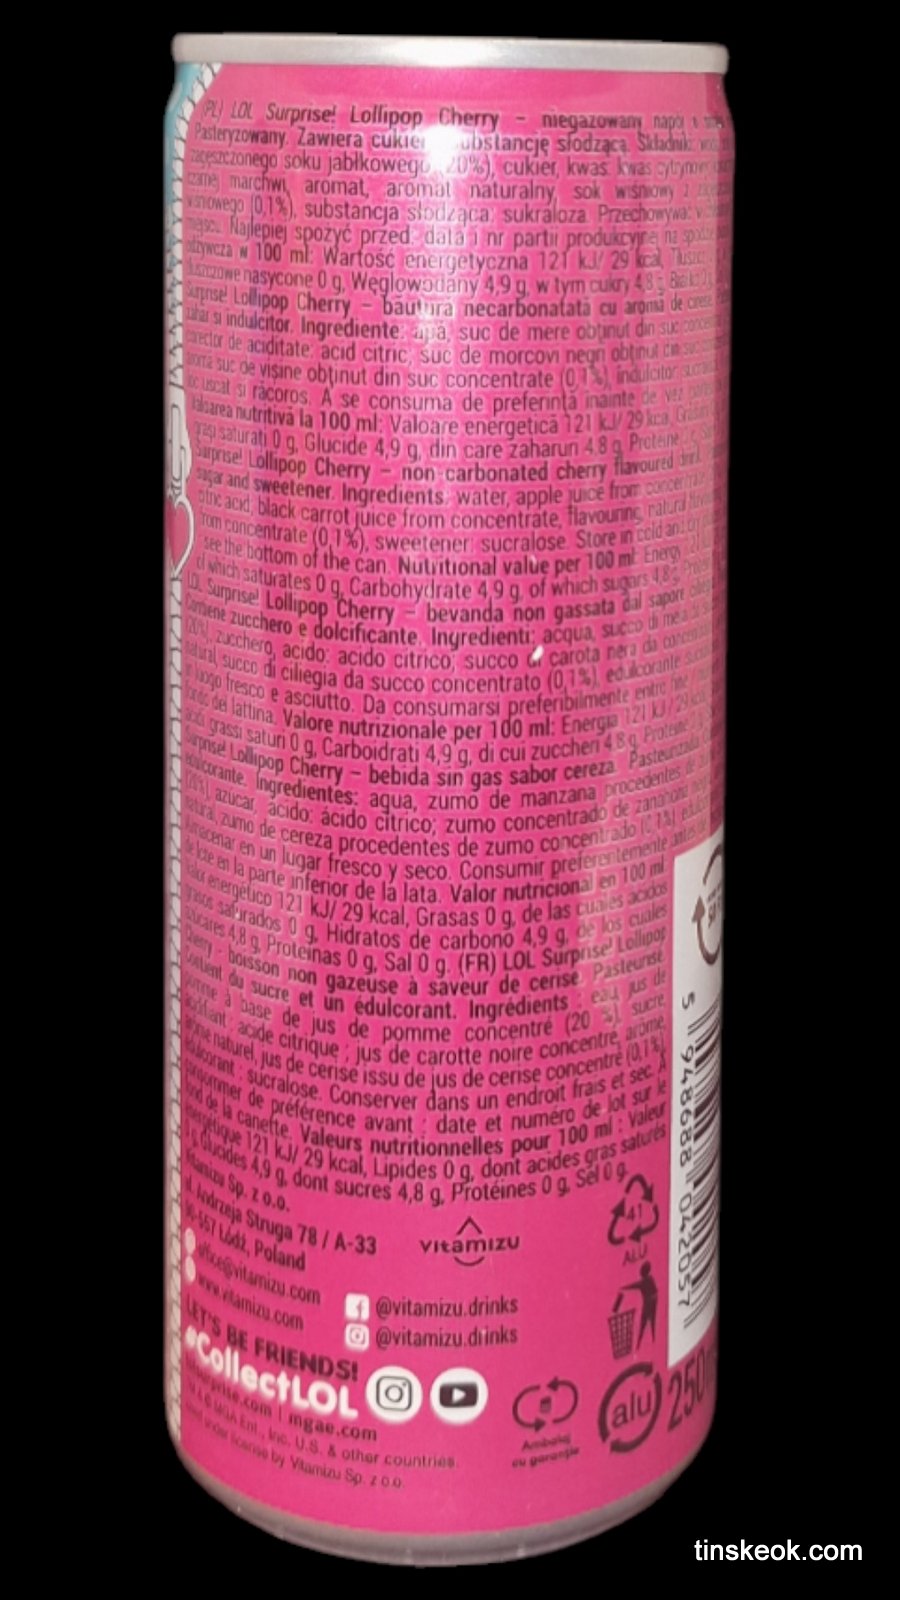 (PL) LOL Surprise! Lollipop Cherry – niegazowany napój o
Pasteryzowany. Zawiera cukier substancję słodzącą. Składniki:
zagęszczonego soku jabłkowego 20%), cukier, kwas: kwas cytrynowy,
czarnej marchwi, aromat, aromat naturalny, sok wiśniowy z
wiśniowego (0,1%), substancja słodząca: sukraloza. Przechowywać w
miejscu. Najlepiej spożyć przed: data i nr partii produkcyjnej na spodzie
odżywcza w 100 ml: Wartość energetyczna 121 kJ/ 29 kcal, Tłuszcz
tłuszczowe nasycone 0 g, Węglowodany 4,9 g, w tym cukry 4,8 g, Białko 0 g,
Surprise! Lollipop Cherry – băutură necarbonatată cu aromă de cireșe.
zahăr si indulcitor. Ingrediente: apă, suc de mere obținut din suc concentrat
corector de aciditate: acid citric; suc de morcovi negri obținut din suc
aromă suc de vișine obținut din suc concentrate (0,1%), indulcitor: sucraloză
loc uscat si răcoros. A se consuma de preferință inainte de
Valoarea nutritivă la 100 ml: Valoare energetică 121 kJ/ 29 kcal, Grăsimi
grași saturati 0 g, Glucide 4,9 g, din care zaharuri 4,8 g, Proteine
Surprise! Lollipop Cherry – non-carbonated cherry flavoured drink.
sugar and sweetener. Ingredients: water, apple juice from concentrate
citric acid; black carrot juice from concentrate, flavouring, natural flavouring
from concentrate (0,1%), sweetener: sucralose. Store in cold and dry
see the bottom of the can. Nutritional value per 100 ml: Energy 121
of which saturates 0 g, Carbohydrate 4,9 g, of which sugars 4,8 g,
LOL Surprise! Lollipop Cherry – bevanda non gassata dal sapore
Contiene zucchero e dolcificante. Ingredienti: acqua, succo di mela
20%), zucchero, acido: acido citrico; succo di carota nera da concentrato
natural, succo di ciliegia da succo concentrato (0,1%), edulcorante:
in luogo fresco e asciutto. Da consumarsi preferibilmente entro
fondo del lattina. Valore nutrizionale per 100 ml: Energia 121 kJ / 29 kcal
acidi grassi saturi 0 g, Carboidrati 4,9 g, di cui zuccheri 4,8 g, Proteine 0
Surprise! Lollipop Cherry – bebida sin gas sabor cereza. Pasteurizado
edulcorante. Ingredientes: agua, zumo de manzana procedentes de
(20%), azúcar, ácido: ácido cítrico; zumo concentrado de zanahoria
natural, zumo de cereza procedentes de zumo concentrado (0,1%),
Almacenar en un lugar fresco y seco. Consumir preferentemente antes
de lote en la parte inferior de la lata. Valor nutricional en 100 ml:
Valor energético 121 kJ/ 29 kcal, Grasas 0 g, de las cuales ácidos
grasos saturados 0 g, Hidratos de carbono 4,9 g, de los cuales
azúcares 4,8 g, Proteínas 0 g, Sal 0 g. (FR) LOL Surprise! Lollipop
Cherry - boisson non gazeuse à saveur de cerise. Pasteurisé.
Contient du sucre et un édulcorant. Ingrédients : eau, jus de
pomme à base de jus de pomme concentré (20 %), sucre,
acidifiant : acide citrique ; jus de carotte noire concentré, arôme,
arôme naturel, jus de cerise issu de jus de cerise concentré (0,1%),
édulcorant : sucralose. Conserver dans un endroit frais et sec. À
consommer de préférence avant : date et numéro de lot sur le
fond de la canette. Valeurs nutritionnelles pour 100 ml : Valeur
énergétique 121 kJ/ 29 kcal, Lipides 0 g, dont acides gras saturés
0 g, Glucides 4,9 g, dont sucres 4,8 g, Protéines 0 g, Sel 0 g.
Vitamizu Sp. z o.o.
ul. Andrzeja Struga 78 / A-33
90-557 Łódź, Poland
office@vitamizu.com
www.vitamizu.com
vitamizu
@vitamizu.drinks
@vitamizu.drinks
LET'S BE FRIENDS!
#CollectLOL
mgae.com
© MGA Ent., Inc. U.S. & other countries.
under license by Vitamizu Sp. z o.o.
41
ALU
Ambalaj
cu garanție
alu
250
5 948688 042057
tinskeok.com